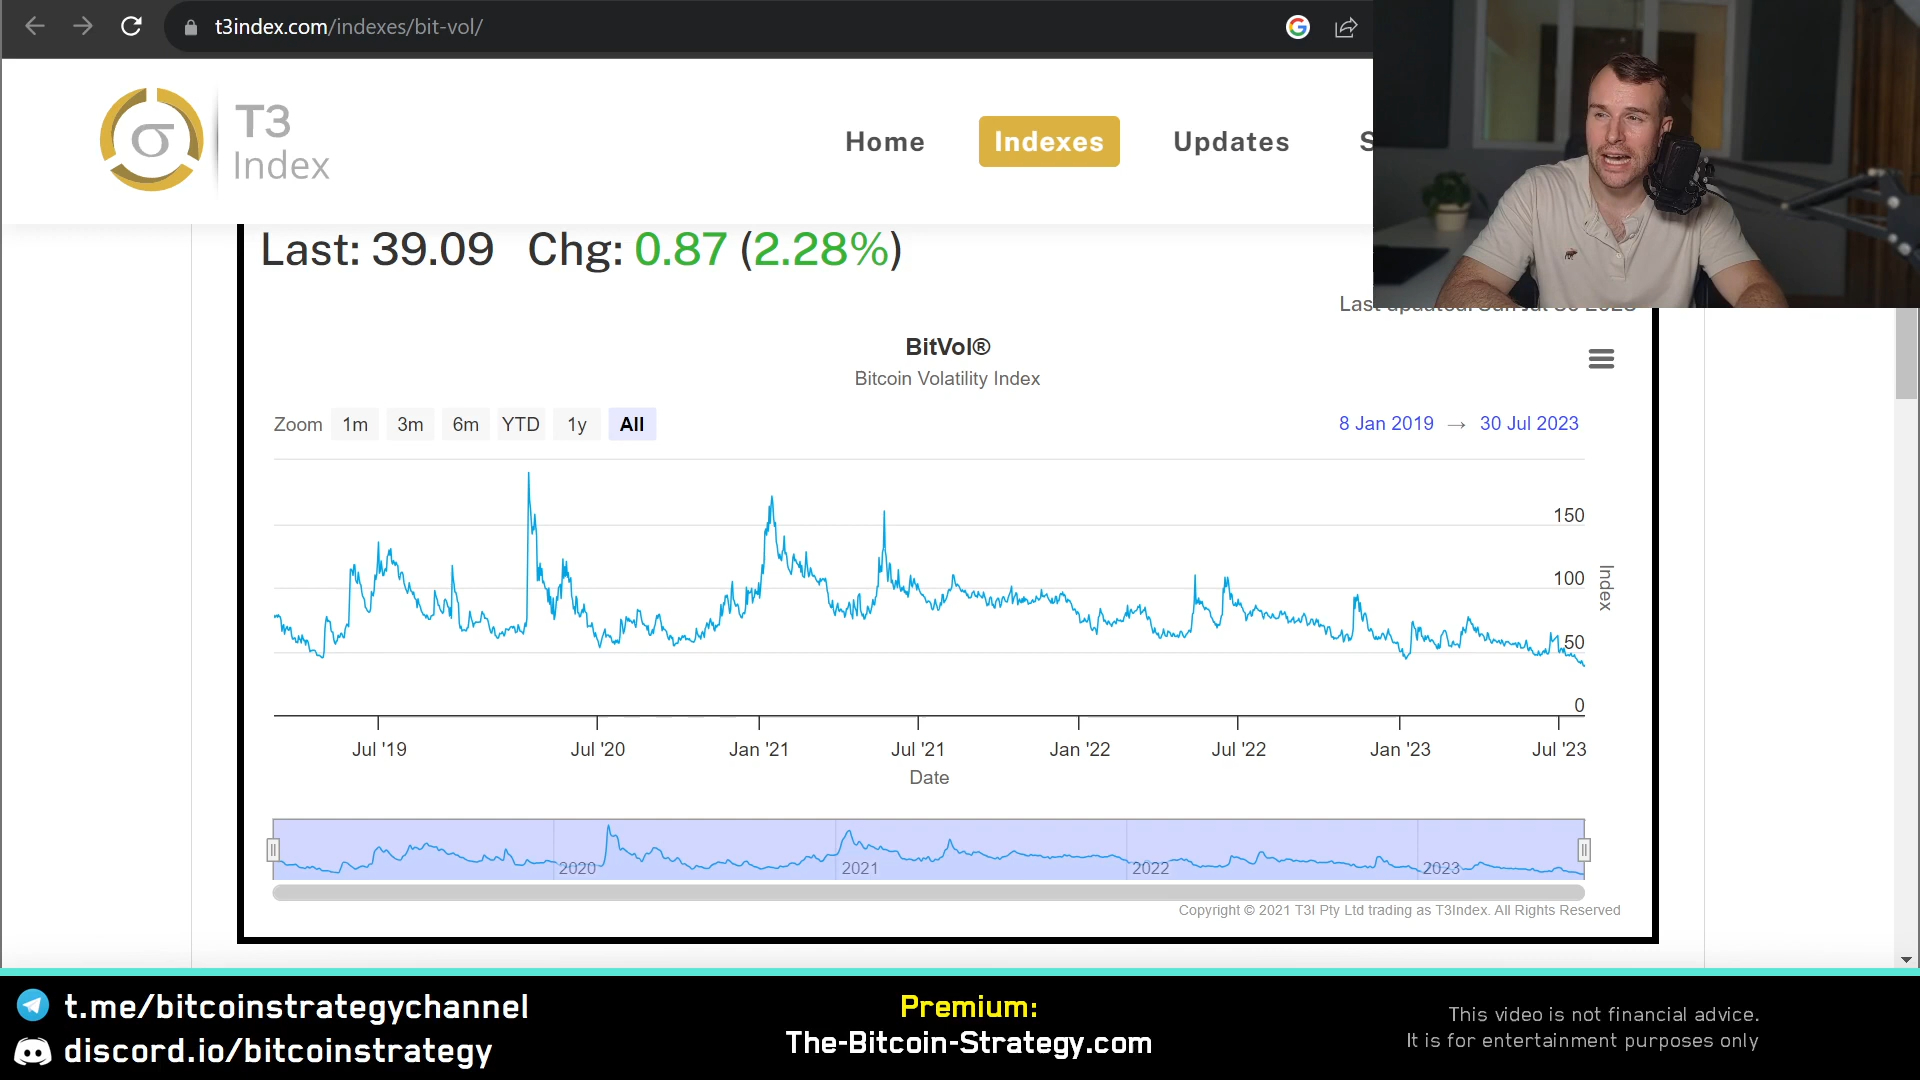 t3index.com/indexes/bit-vol/
T3
Index
Home
Indexes
Updates
S
Last: 39.09 Chg: 0.87 (2.28%)
BitVol®
Bitcoin Volatility Index
Zoom 1m 3m 6m YTD 1y All
8 Jan 2019 → 30 Jul 2023
150
100
50
0
Index
Jul '19 Jul '20 Jan '21 Jul '21 Jan '22 Jul '22 Jan '23 Jul '23
Date
2020 2021 2022 2023
Copyright © 2021 T3I Pty Ltd trading as T3Index. All Rights Reserved
t.me/bitcoinstrategychannel
discord.io/bitcoinstrategy
Premium:
The-Bitcoin-Strategy.com
This video is not financial advice.
It is for entertainment purposes only